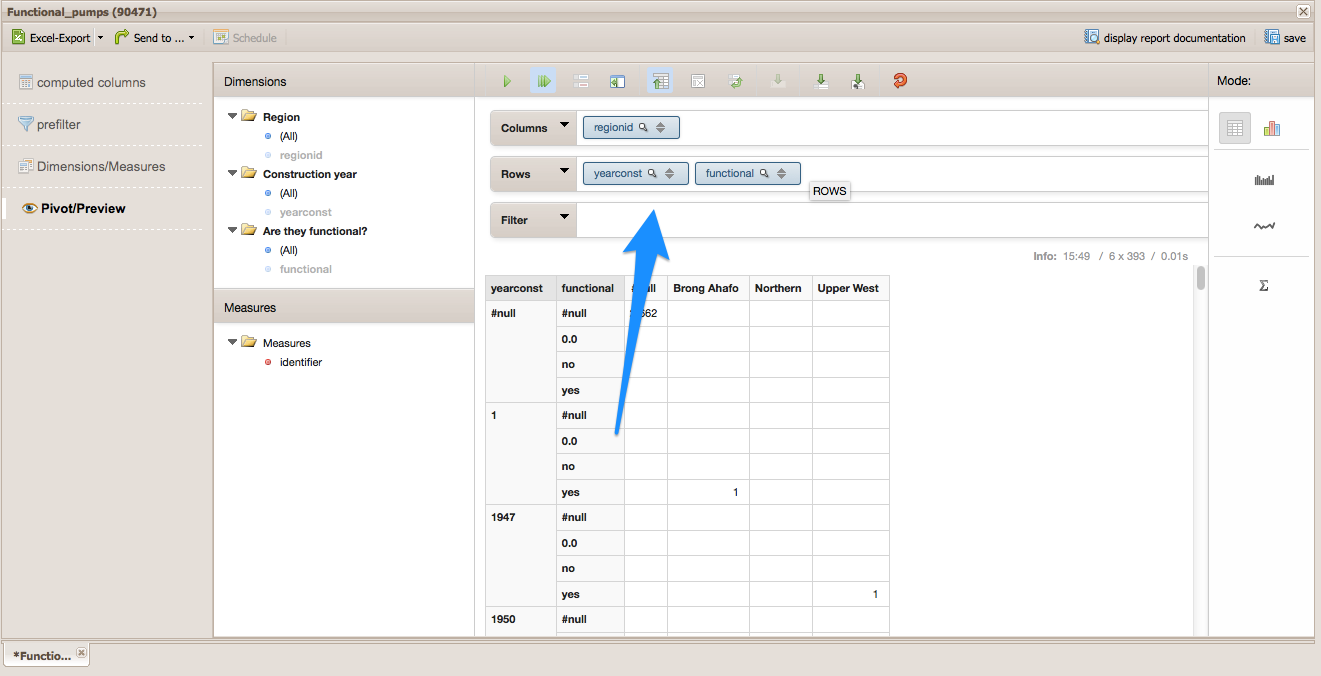 Functional_pumps (90471)
Excel-Export Send to ... Schedule display report documentation save
computed columns
prefilter
Dimensions/Measures
Pivot/Preview
Dimensions
Region
(All)
regionid
Construction year
(All)
yearconst
Are they functional?
(All)
functional
Measures
Measures
identifier
Columns regionid
Rows yearconst functional
ROWS
Filter
Info: 15:49 / 6 x 393 / 0.01s
yearconst functional Brong Ahafo Northern Upper West
#null #null
0.0
no
yes
1 #null
0.0
no
yes 1
1947 #null
0.0
no
yes 1
1950 #null
Mode:
Σ
*Functio...